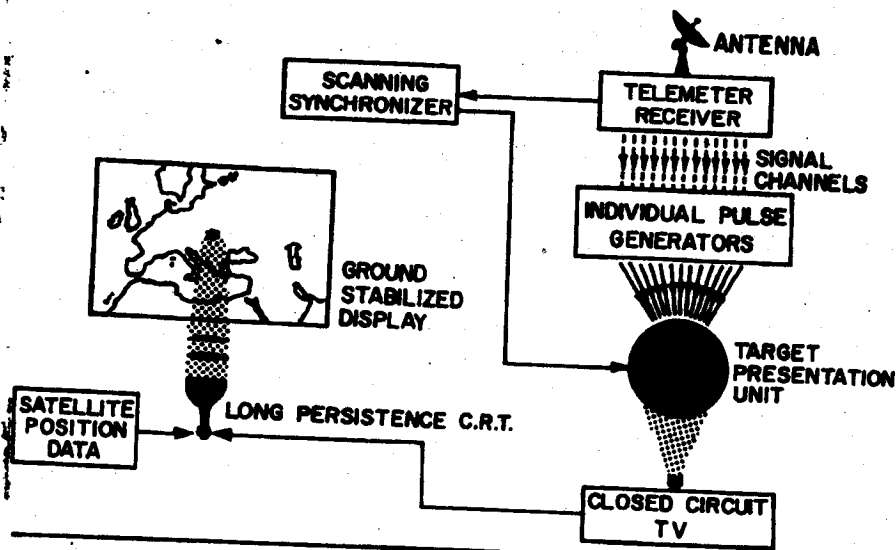 ANTENNA
SCANNING
SYNCHRONIZER
TELEMETER
RECEIVER
SIGNAL
CHANNELS
INDIVIDUAL PULSE
GENERATORS
GROUND
STABILIZED
DISPLAY
TARGET
PRESENTATION
UNIT
SATELLITE
POSITION
DATA
LONG PERSISTENCE C.R.T.
CLOSED CIRCUIT
TV